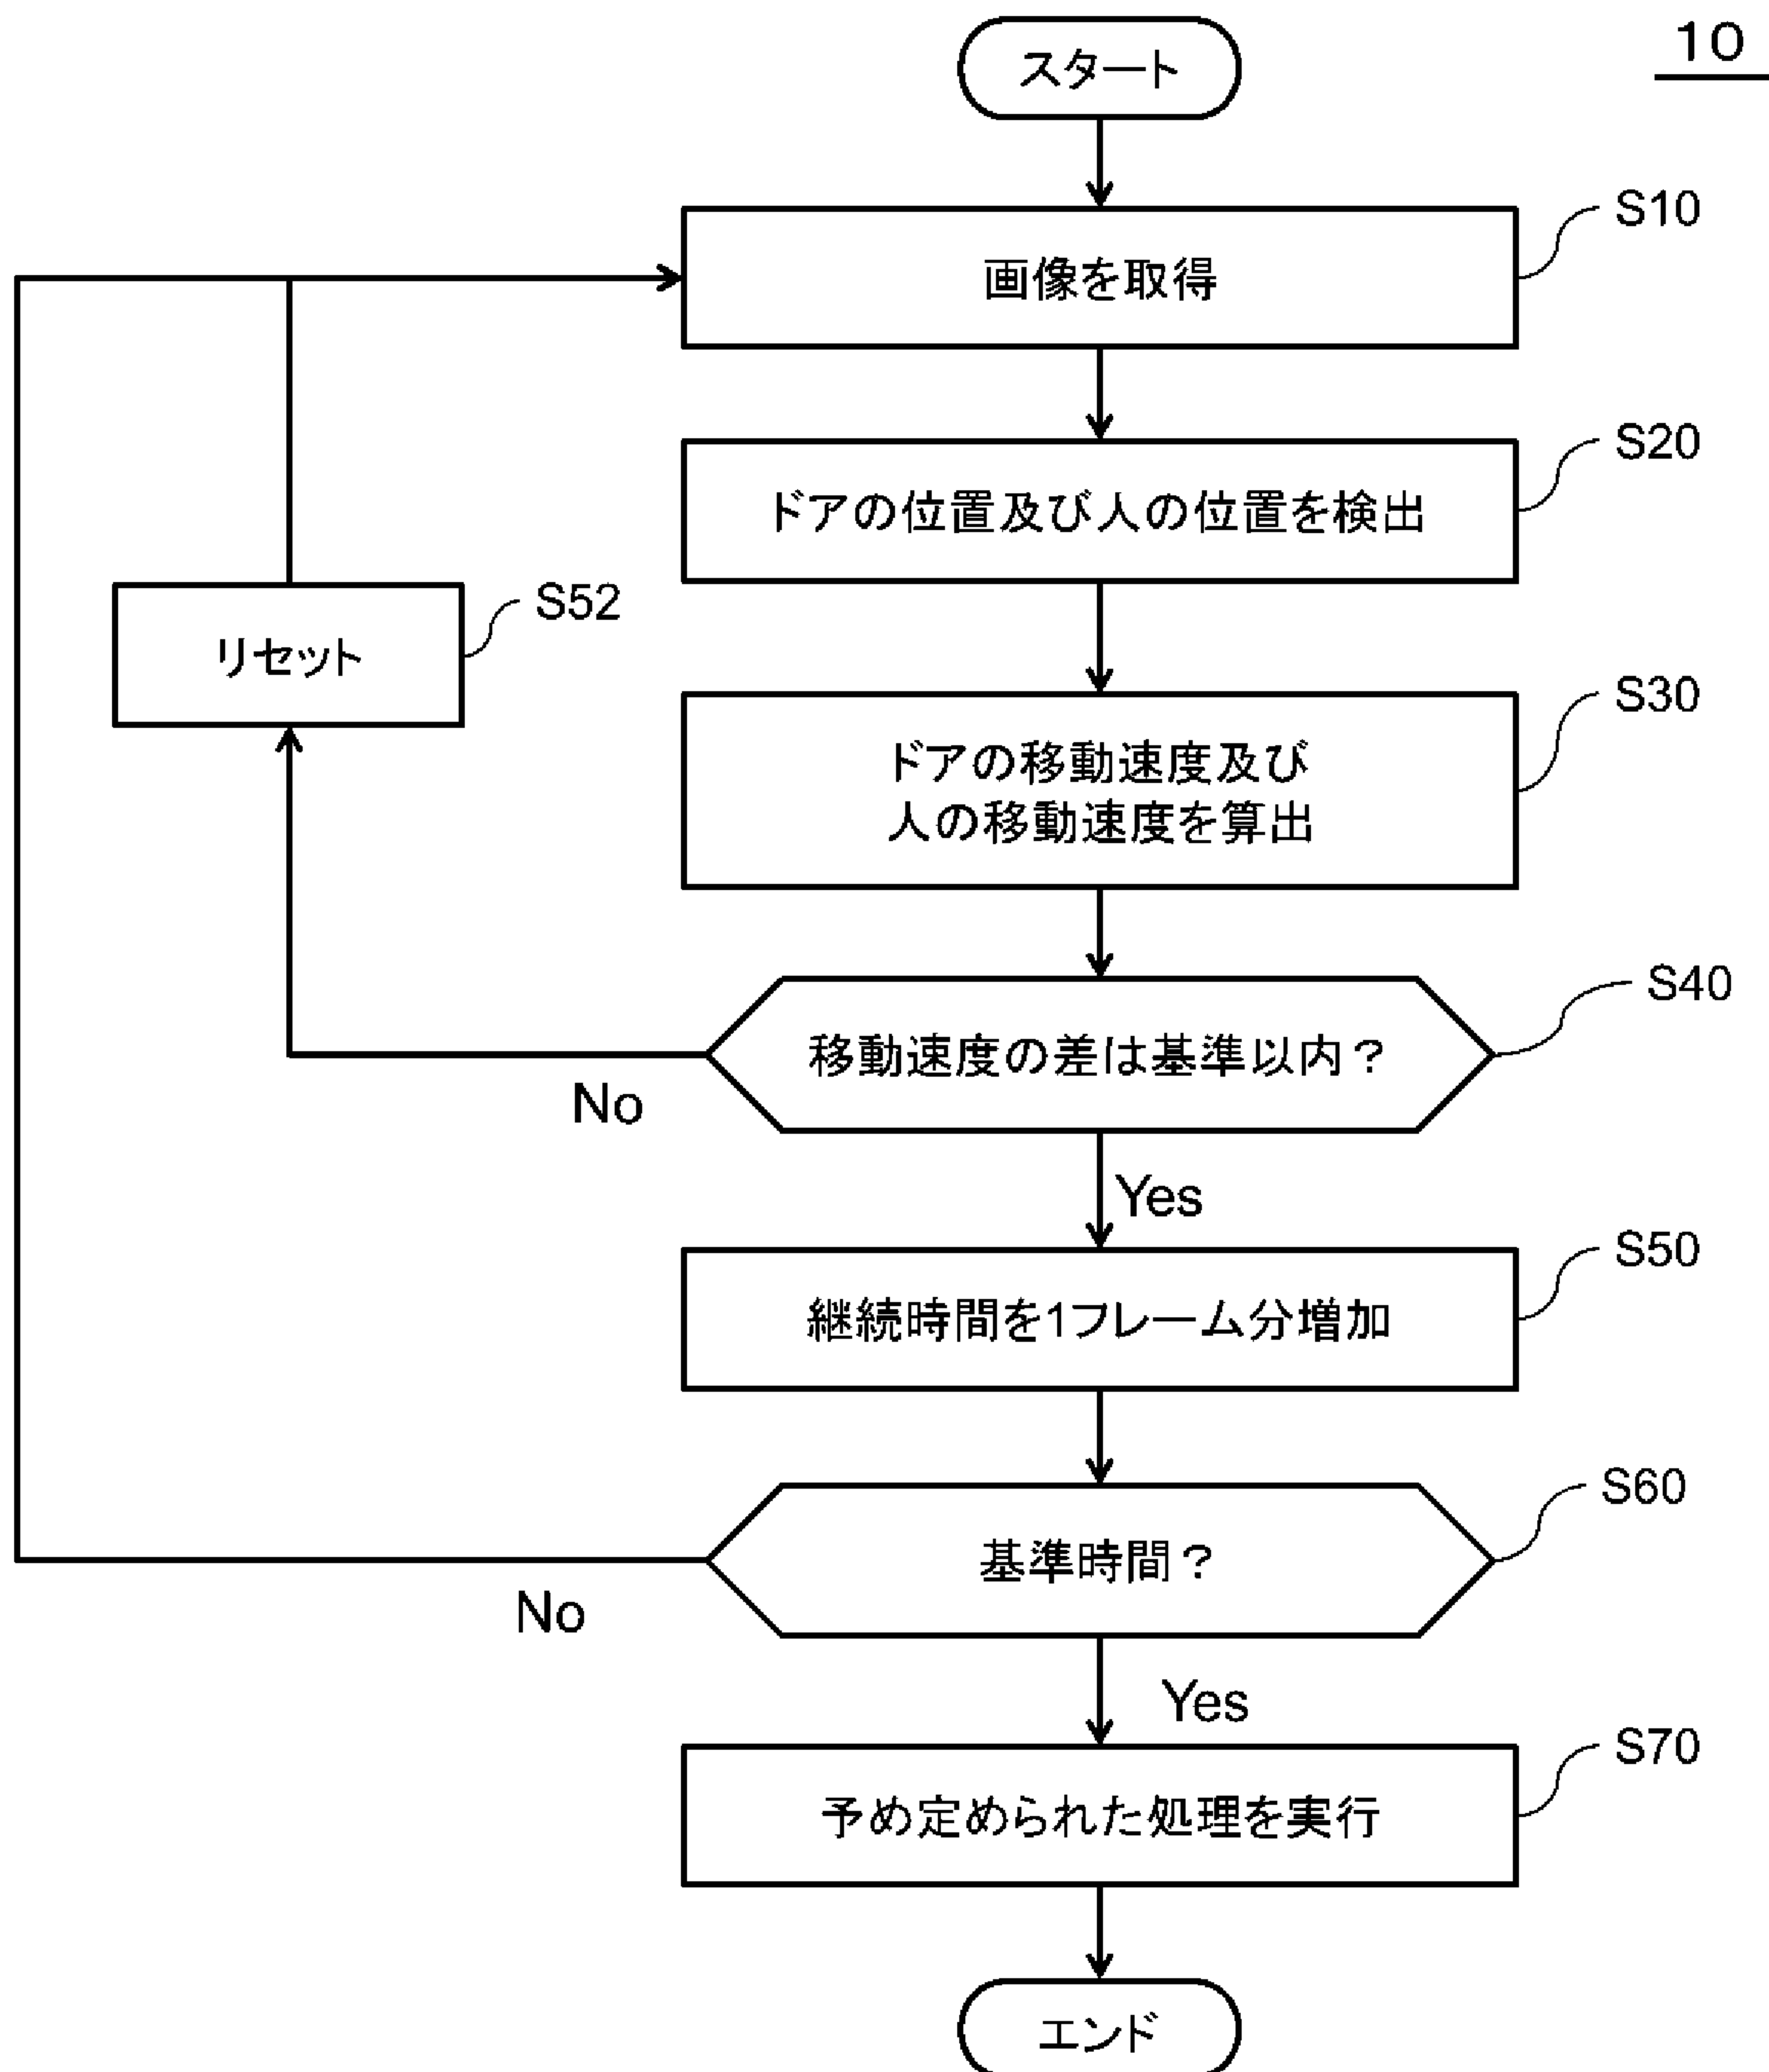 10
スタート
S10
画像を取得
S20
ドアの位置及び人の位置を検出
S52
リセット
S30
ドアの移動速度及び
人の移動速度を算出
S40
移動速度の差は基準以内？
No
Yes
S50
継続時間を1フレーム分増加
S60
基準時間？
No
Yes
S70
予め定められた処理を実行
エンド